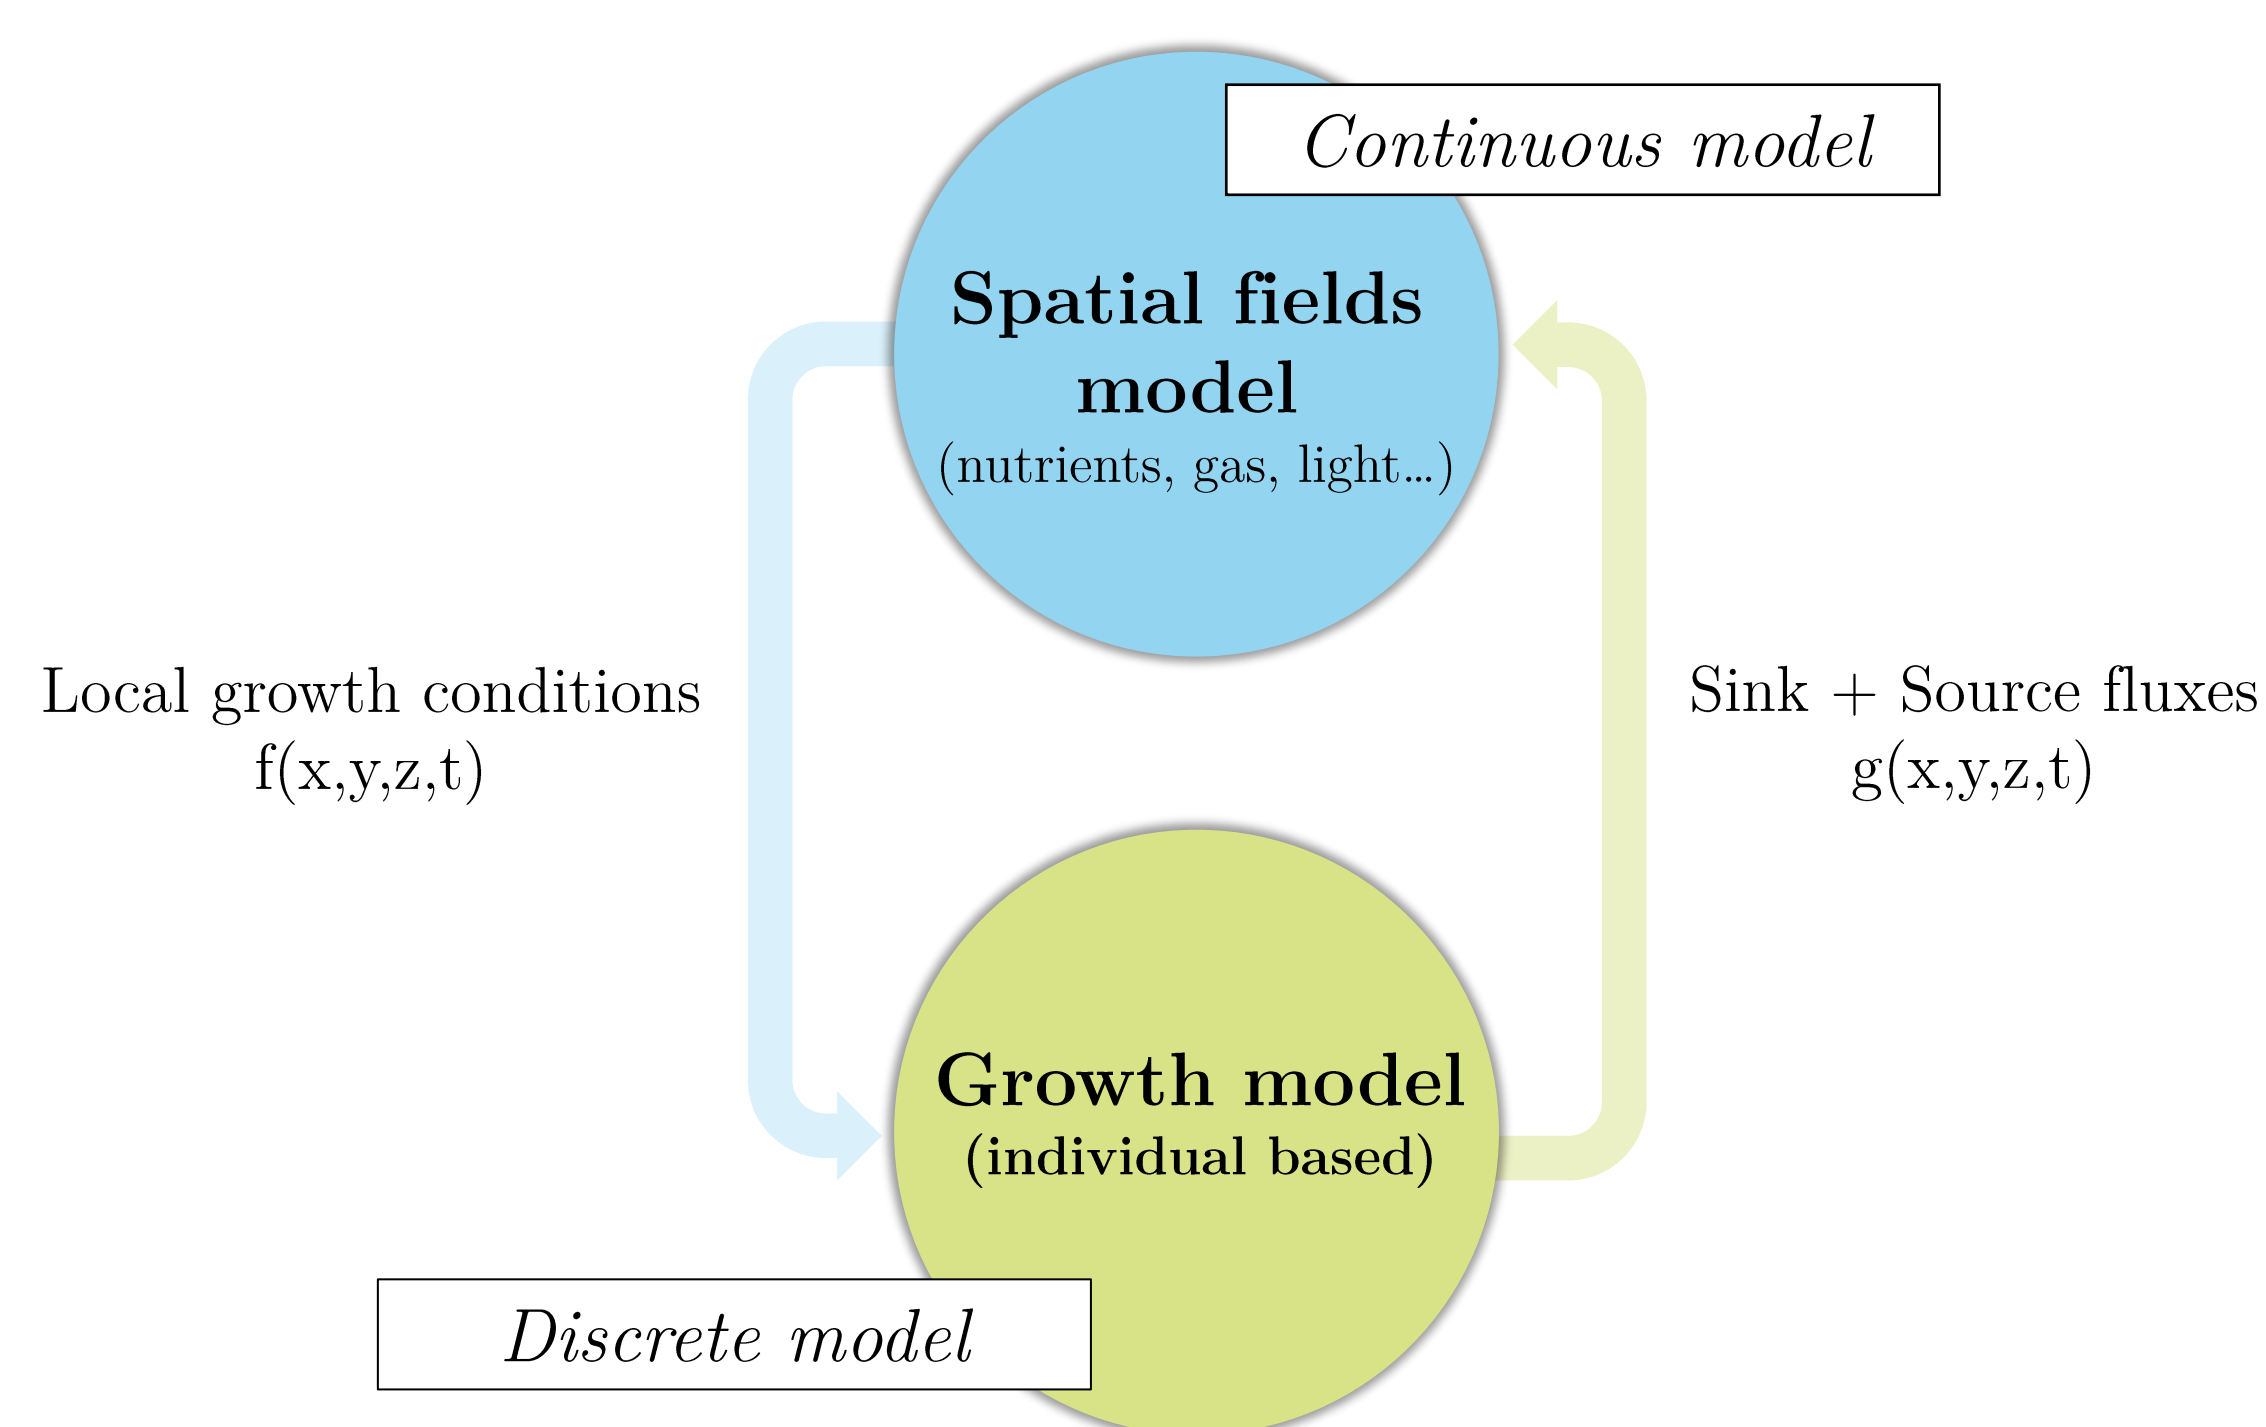 Continuous model
Spatial fields
model
(nutrients, gas, light...)
Local growth conditions
f(x,y,z,t)
Sink + Source fluxes
g(x,y,z,t)
Growth model
(individual based)
Discrete model